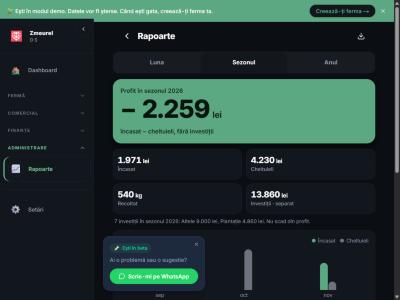 Ești în modul demo. Datele vor fi șterse. Când ești gata, creează-ți ferma ta.
Creează-ți ferma ta →
Zmeurel
Dashboard
FERMĂ
COMERCIAL
FINANȚE
ADMINISTRARE
Rapoarte
Setări
Rapoarte
Luna
Sezonul
Anul
Profit în sezonul 2026
− 2.259 lei
încasat − cheltuieli, fără investiții
1.971 lei
Încasat
4.230 lei
Cheltuieli
540 kg
Recoltat
13.860 lei
Investiții · separat
7 investiții în sezonul 2026: Altele 9.000 lei, Plantație 4.860 lei. Nu scad din profit.
Încasat
Cheltuieli
sep
oct
nov
Ești în beta
Ai o problemă sau o sugestie?
Scrie-mi pe WhatsApp